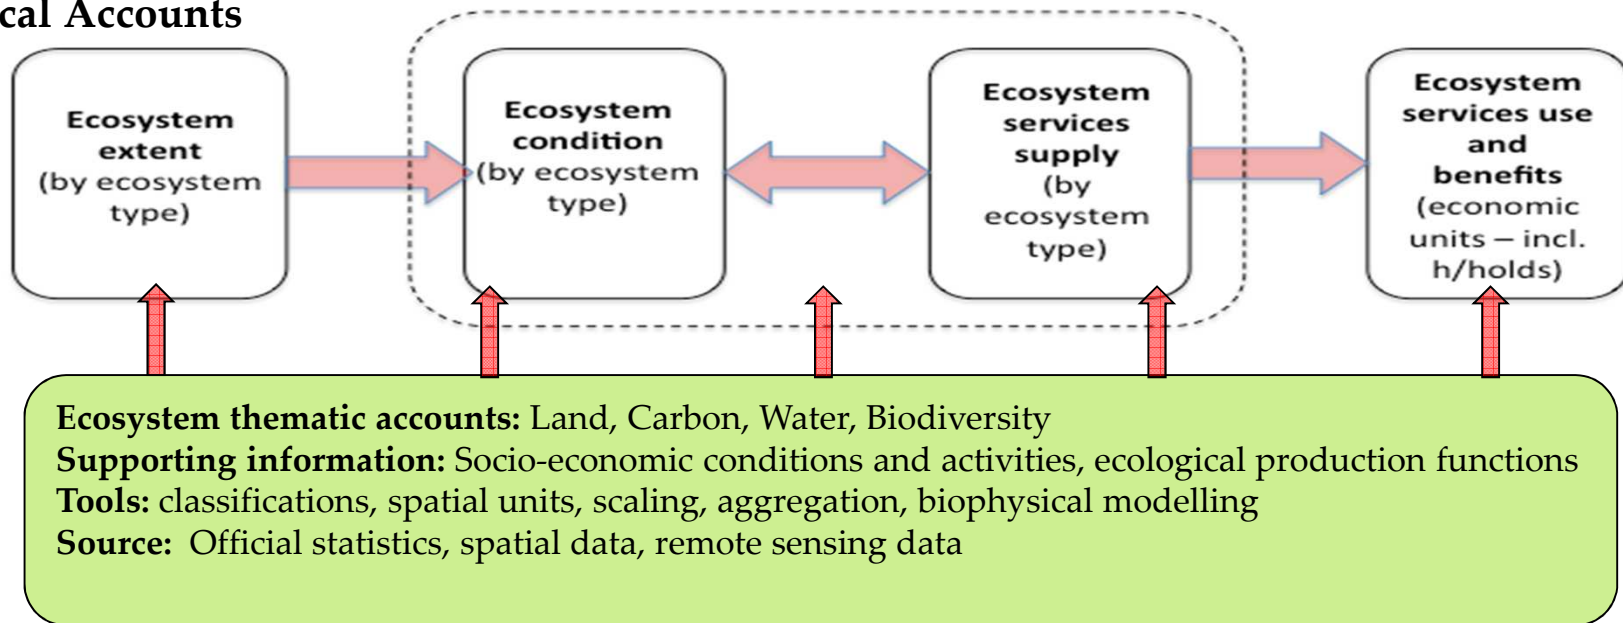 cal Accounts
Ecosystem
extent
(by ecosystem
type)
Ecosystem
condition
(by ecosystem
type)
Ecosystem
services
supply
(by
ecosystem
type)
Ecosystem
services use
and
benefits
(economic
units – incl.
h/holds)
Ecosystem thematic accounts: Land, Carbon, Water, Biodiversity
Supporting information: Socio-economic conditions and activities, ecological production functions
Tools: classifications, spatial units, scaling, aggregation, biophysical modelling
Source: Official statistics, spatial data, remote sensing data